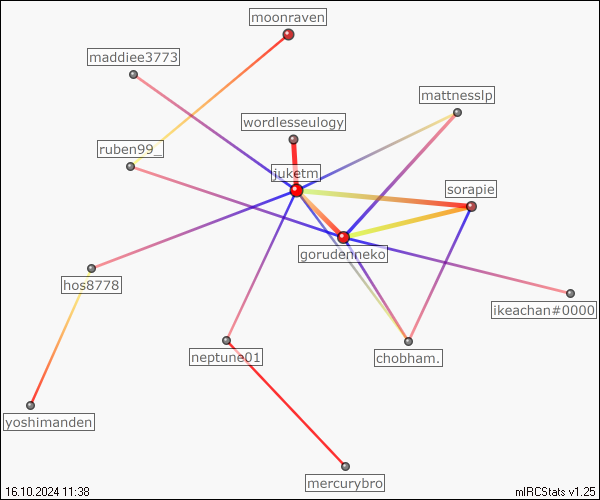 moonraven
maddiee3773
mattnesslp
wordlesseulogy
ruben99_
juketm
sorapie
gorudenneko
hos8778
ikeachan#0000
neptune01
chobham.
yoshimanden
mercurybro
16.10.2024 11:38
mIRCStats v1.25